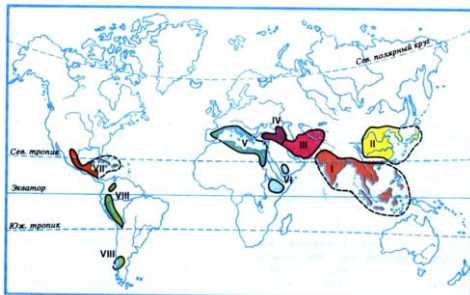 Сев. полярный круг
IV
V
III
II
Сев. тропик
VII
VI
I
Экватор
VIII
Юж. тропик
VIII